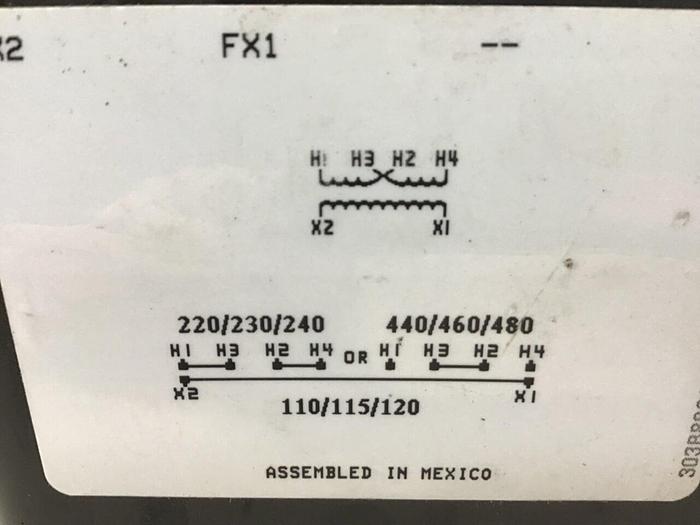 X2 FX1 --
H1 H3 H2 H4
X2 X1
220/230/240 440/460/480
H1 H3 H2 H4 OR H1 H3 H2 H4
X2 X1
110/115/120
ASSEMBLED IN MEXICO